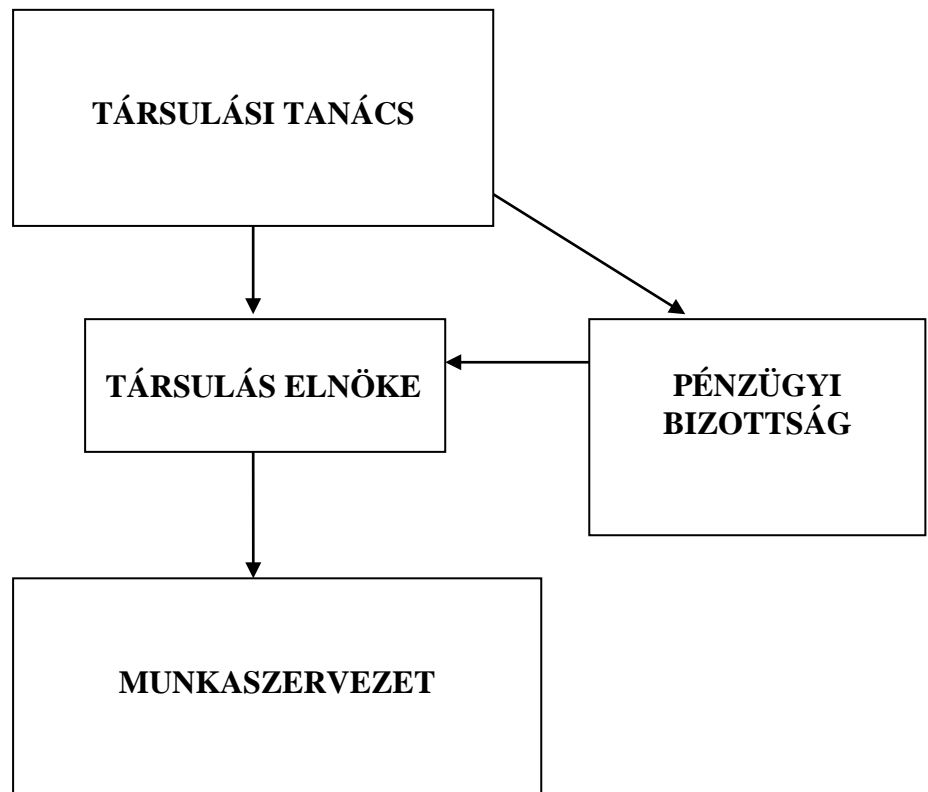 TÁRSULÁSI TANÁCS
TÁRSULÁS ELNÖKE
PÉNZÜGYI
BIZOTTSÁG
MUNKASZERVEZET